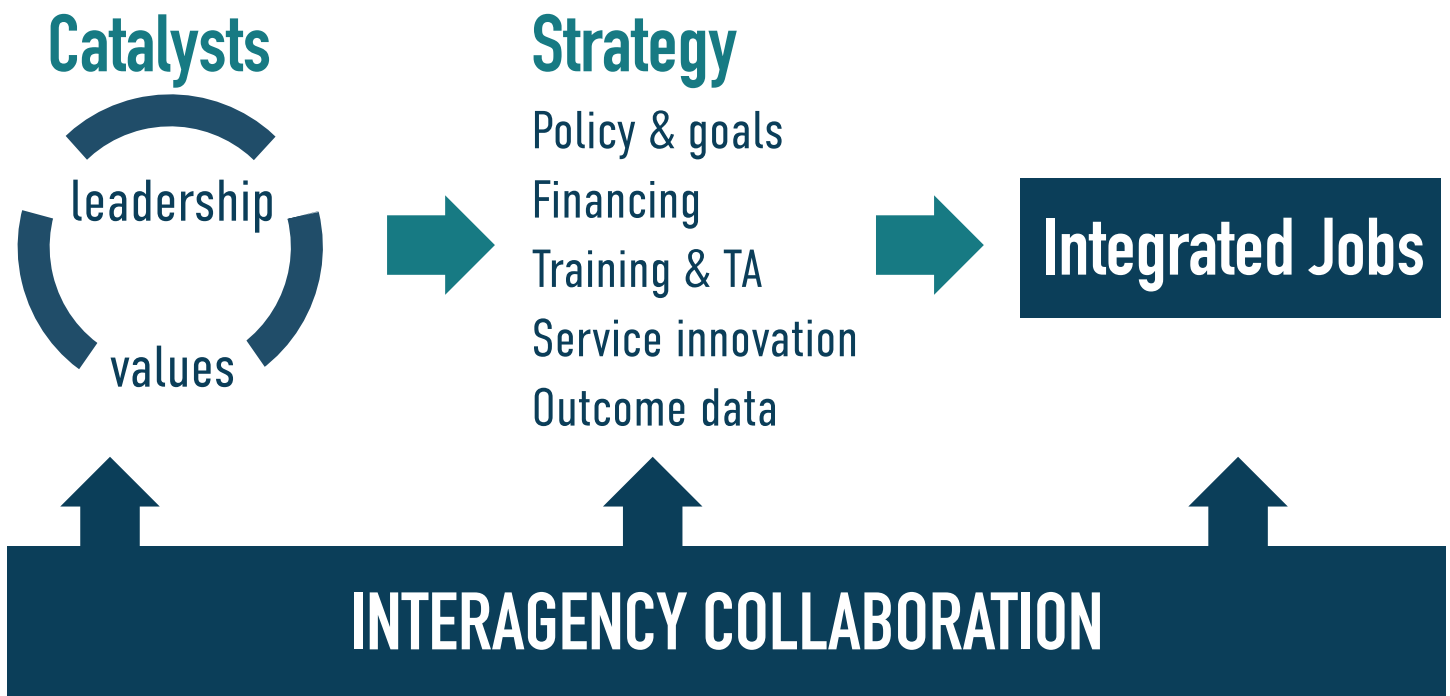 Catalysts
leadership
values
Strategy
Policy & goals
Financing
Training & TA
Service innovation
Outcome data
Integrated Jobs
INTERAGENCY COLLABORATION